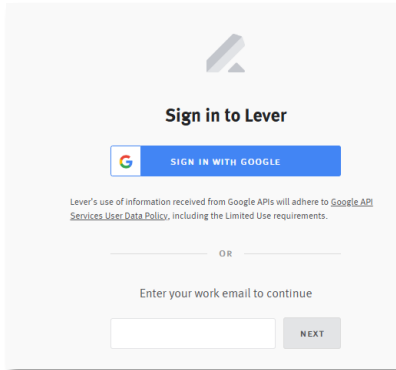 Sign in to Lever
SIGN IN WITH GOOGLE
Lever's use of information received from Google APIs will adhere to Google API
Services User Data Policy, including the Limited Use requirements.
OR
Enter your work email to continue
NEXT